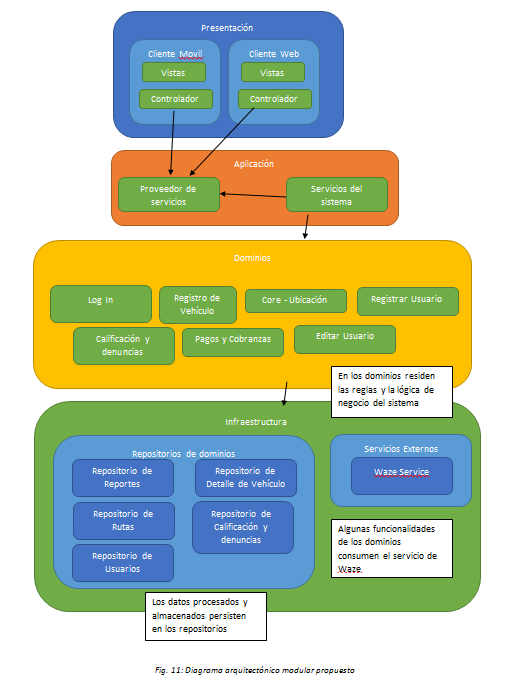 Presentación
Cliente Movil
Cliente Web
Vistas
Vistas
Controlador
Controlador
Aplicación
Proveedor de
servicios
Servicios del
sistema
Dominios
Log In
Registro de
Vehículo
Core - Ubicación
Registrar Usuario
Calificación y
denuncias
Pagos y Cobranzas
Editar Usuario
En los dominios residen
las reglas y la lógica de
negocio del sistema
Infraestructura
Repositorios de dominios
Repositorio de
Reportes
Repositorio de
Detalle de Vehículo
Repositorio de
Rutas
Repositorio de
Calificación y
denuncias
Repositorio de
Usuarios
Servicios Externos
Waze Service
Algunas funcionalidades
de los dominios
consumen el servicio de
Waze.
Los datos procesados y
almacenados persisten
en los repositorios
Fig. 11: Diagrama arquitectónico modular propuesto